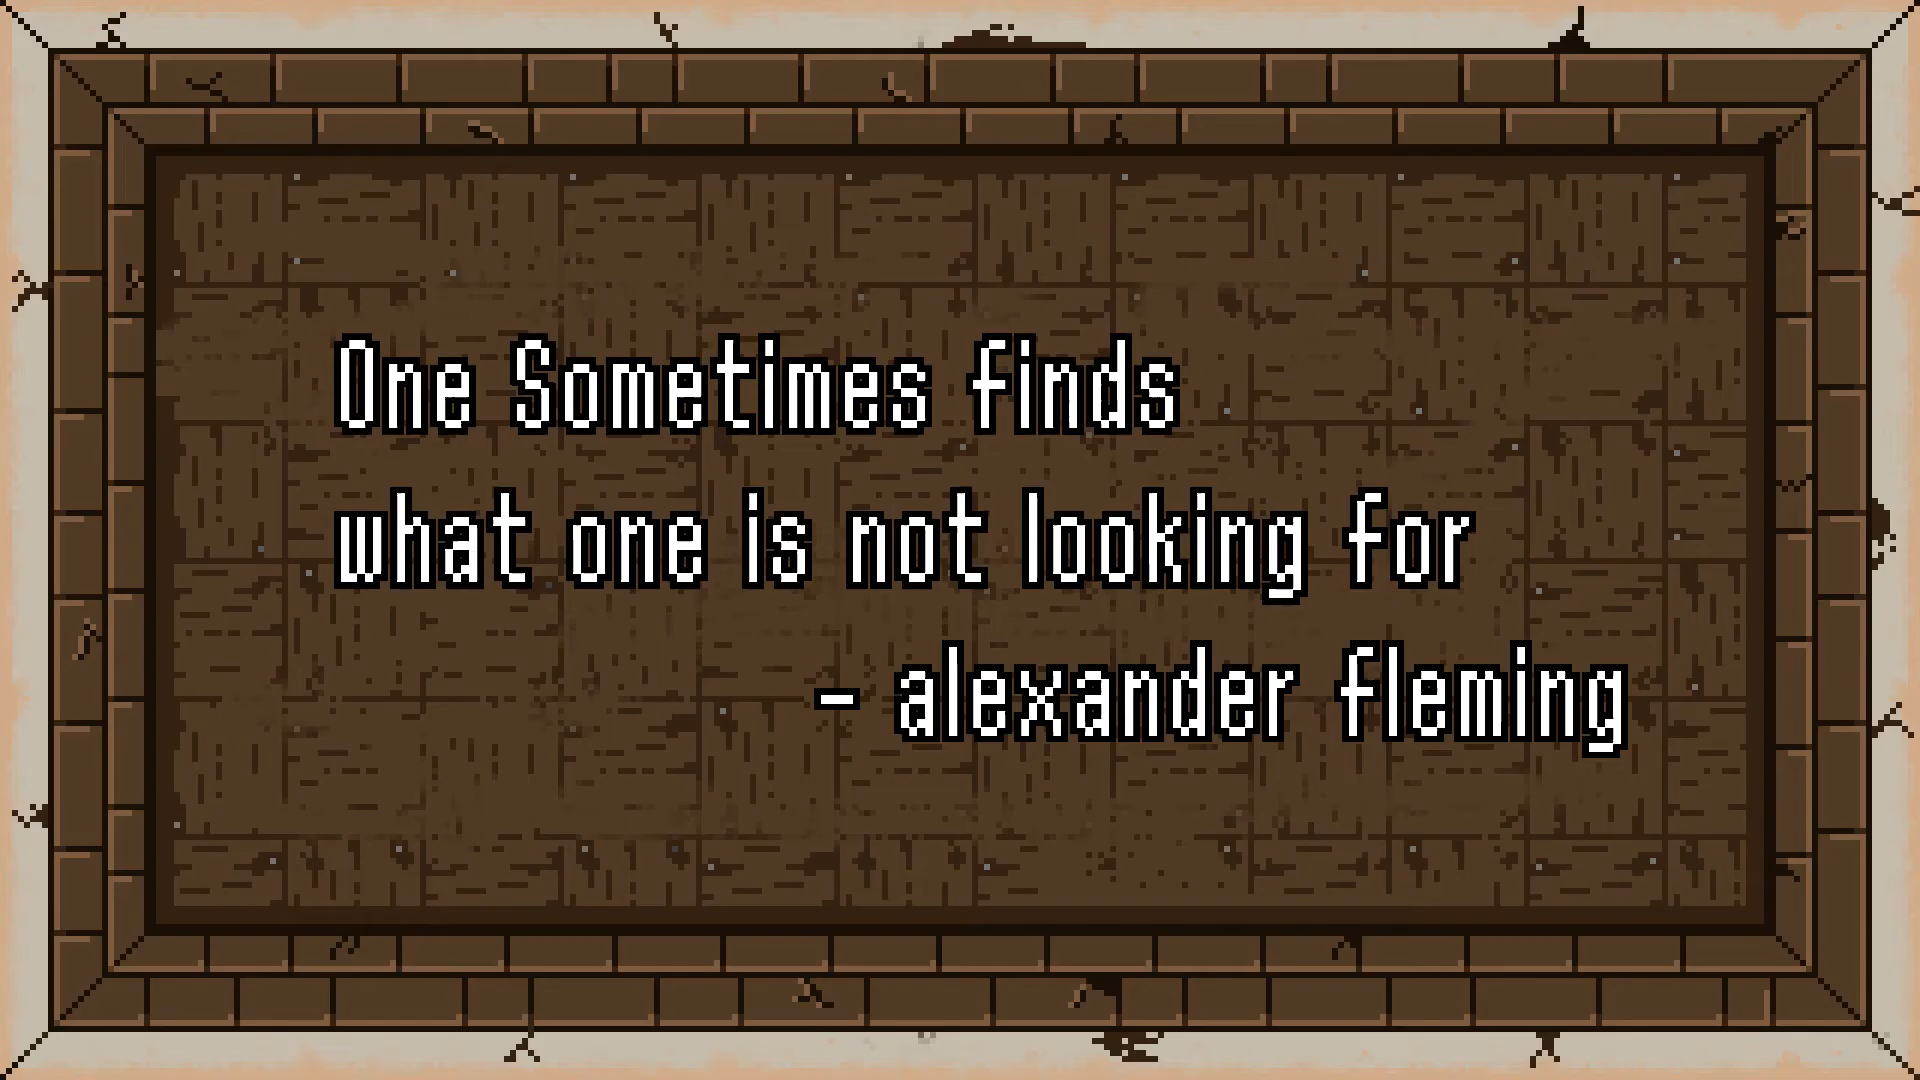 One Sometimes finds
what one is not looking for
- alexander fleming